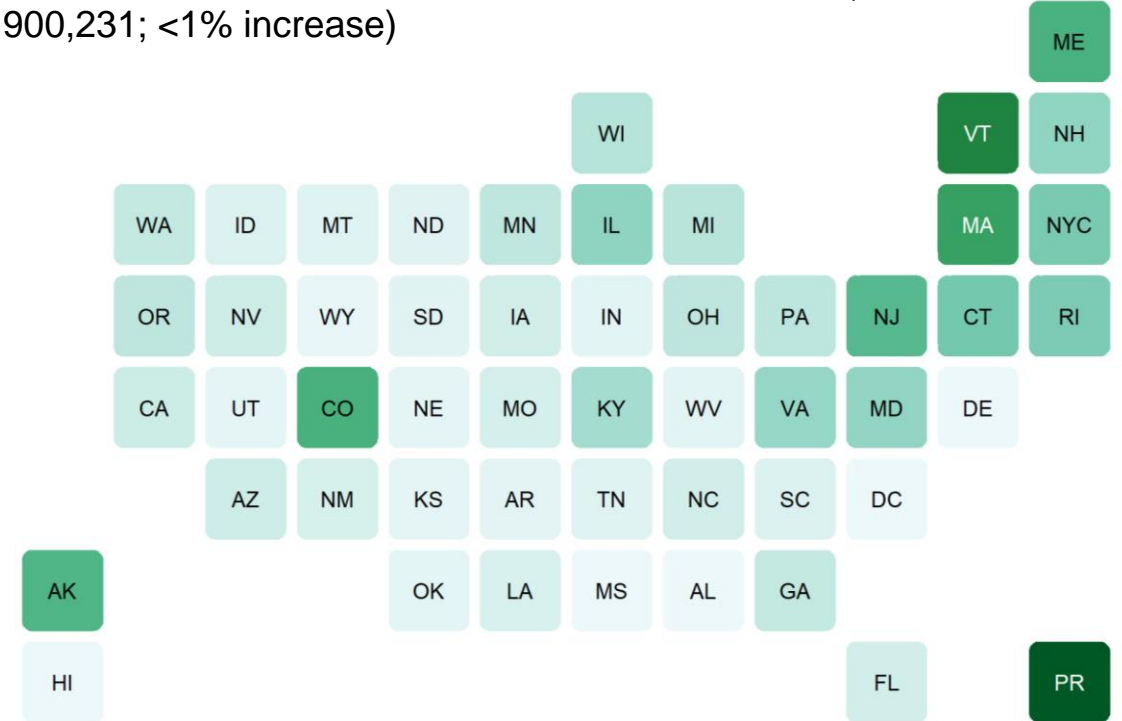 900,231; <1% increase)
ME
WI VT NH
WA ID MT ND MN IL MI MA NYC
OR NV WY SD IA IN OH PA NJ CT RI
CA UT CO NE MO KY WV VA MD DE
AZ NM KS AR TN NC SC DC
AK OK LA MS AL GA
HI FL PR